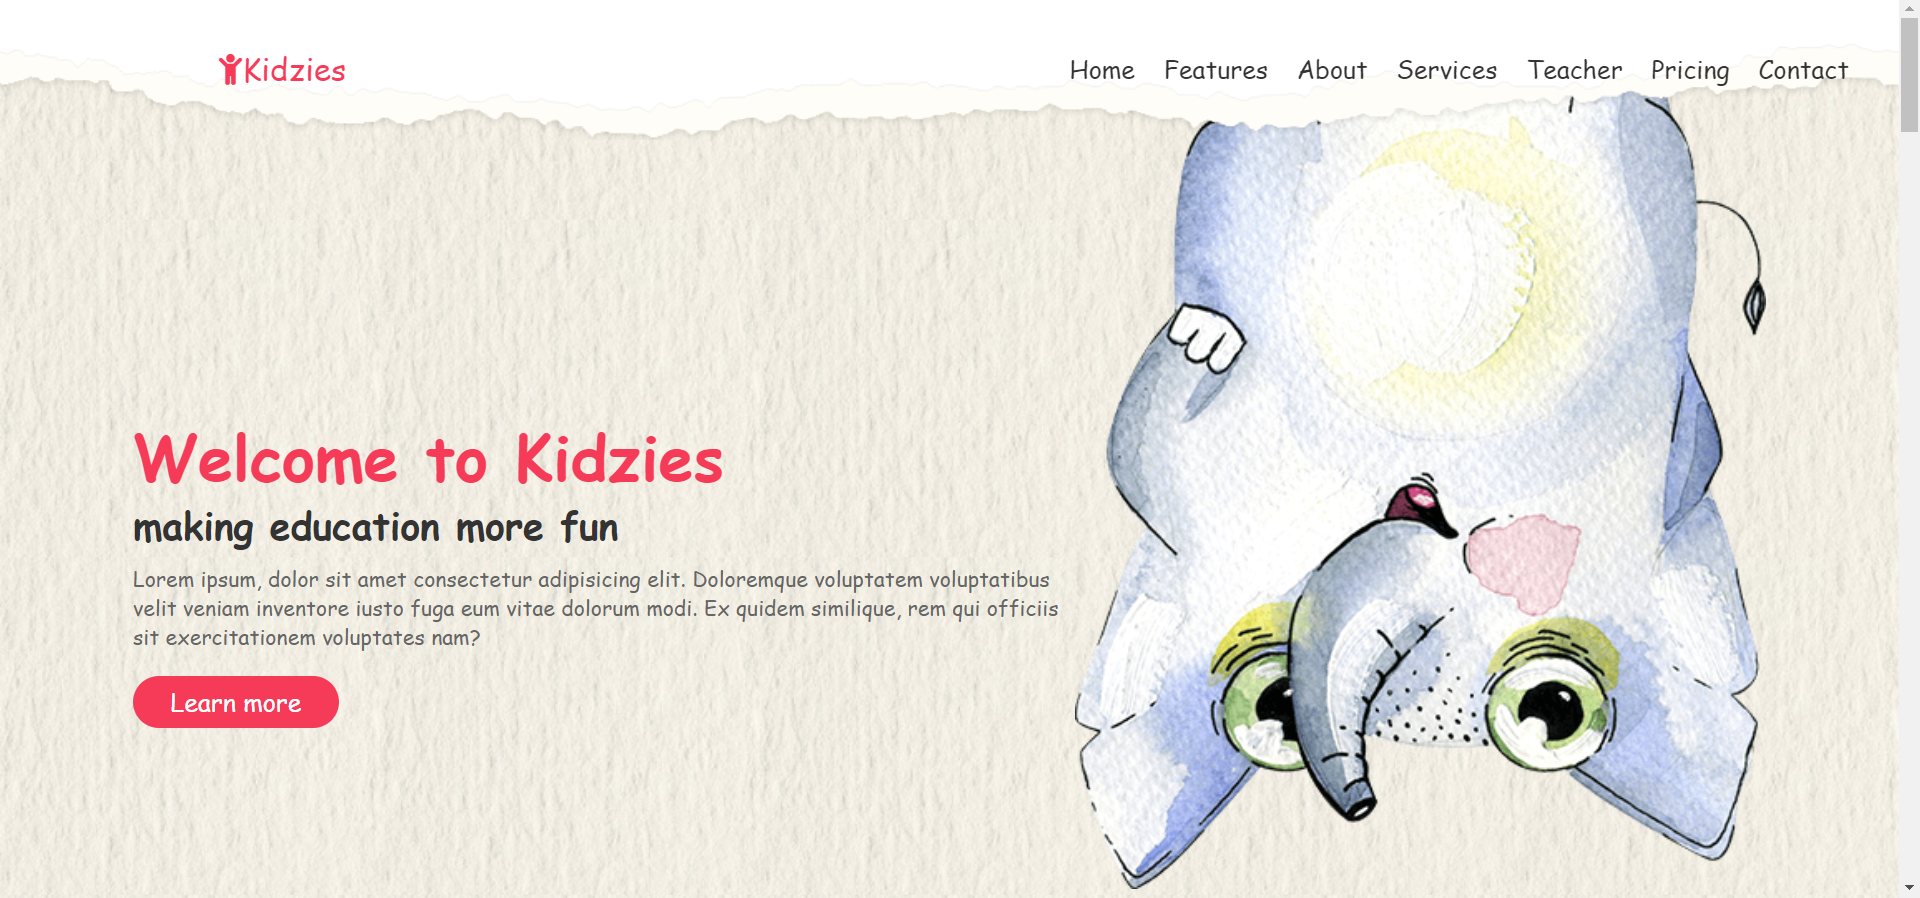 Kidzies
Home Features About Services Teacher Pricing Contact
Welcome to Kidzies
making education more fun
Lorem ipsum, dolor sit amet consectetur adipisicing elit. Doloremque voluptatem voluptatibus
velit veniam inventore iusto fuga eum vitae dolorum modi. Ex quidem similique, rem qui officiis
sit exercitationem voluptates nam?
Learn more